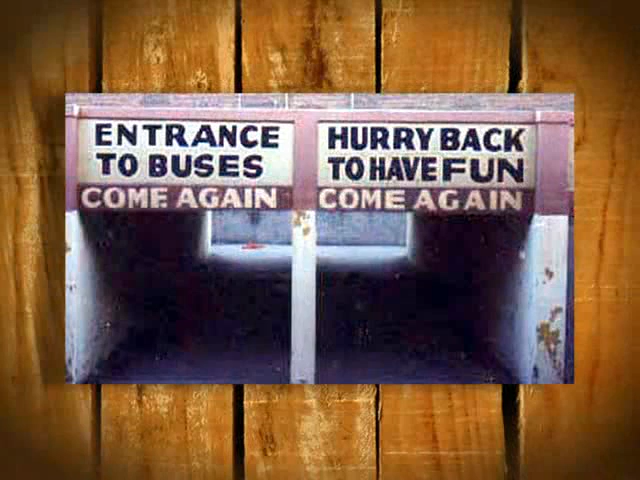 ENTRANCE
TO BUSES
COME AGAIN
HURRY BACK
TO HAVE FUN
COME AGAIN